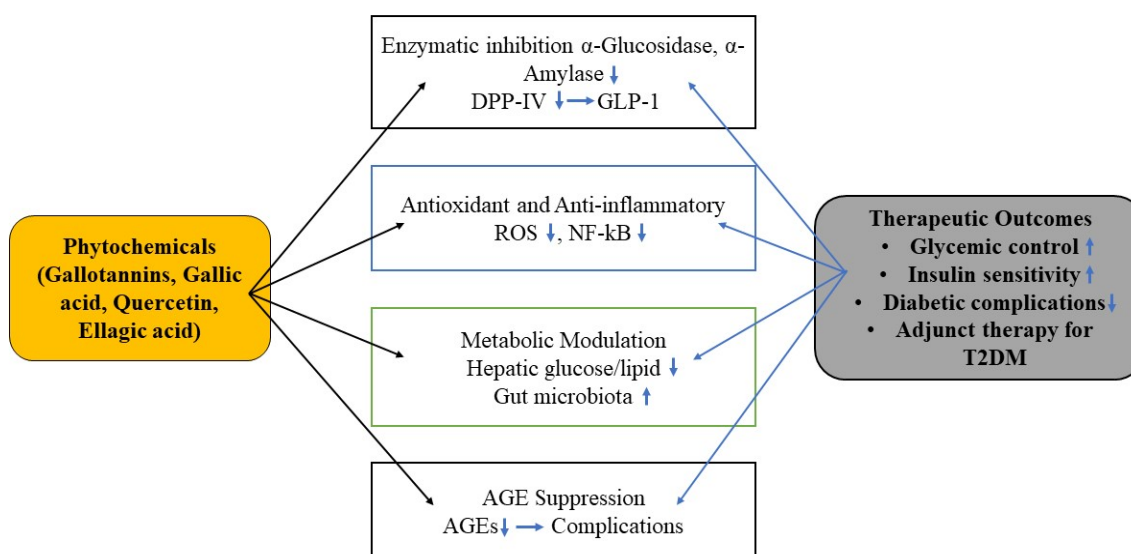 Enzymatic inhibition α-Glucosidase, α-
Amylase ↓
DPP-IV ↓ → GLP-1
Antioxidant and Anti-inflammatory
ROS ↓, NF-kB ↓
Phytochemicals
(Gallotannins, Gallic
acid, Quercetin,
Ellagic acid)
Therapeutic Outcomes
• Glycemic control ↑
• Insulin sensitivity ↑
• Diabetic complications ↓
• Adjunct therapy for
T2DM
Metabolic Modulation
Hepatic glucose/lipid ↓
Gut microbiota ↑
AGE Suppression
AGEs ↓ → Complications